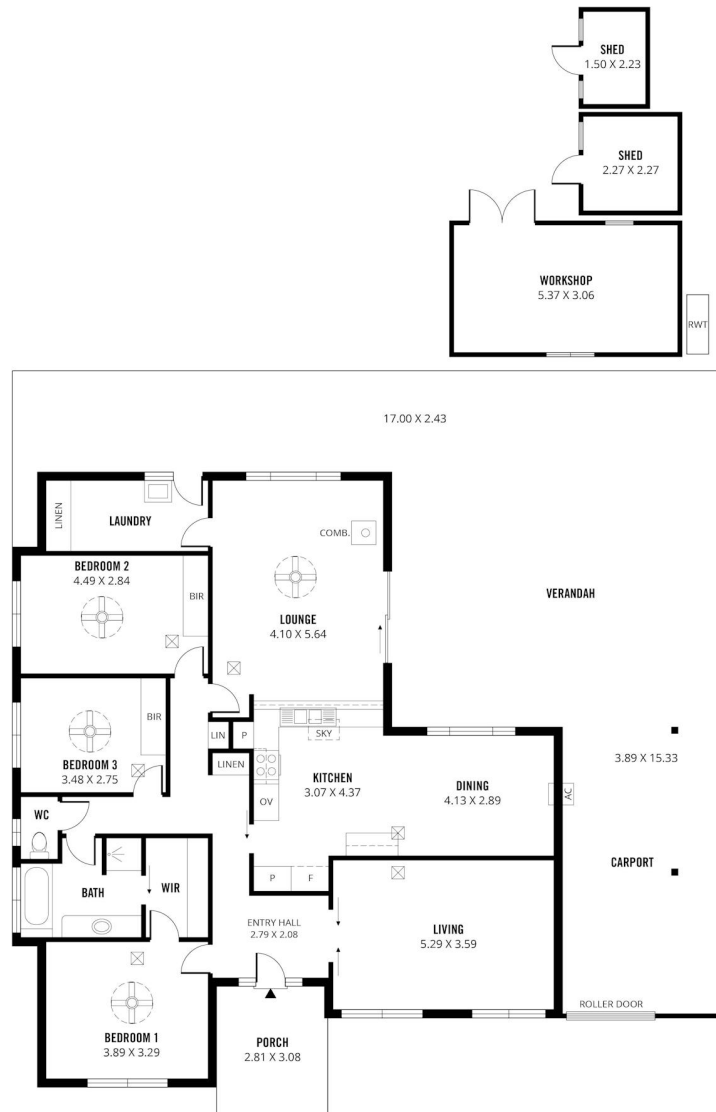 SHED
1.50 X 2.23
SHED
2.27 X 2.27
WORKSHOP
5.37 X 3.06
RWT
17.00 X 2.43
LINEN
LAUNDRY
COMB.
BEDROOM 2
4.49 X 2.84
BIR
LOUNGE
4.10 X 5.64
VERANDAH
BIR
BEDROOM 3
3.48 X 2.75
LIN
P
SKY
LINEN
KITCHEN
3.07 X 4.37
OV
DINING
4.13 X 2.89
AC
3.89 X 15.33
WC
BATH
WIR
P
F
CARPORT
ENTRY HALL
2.79 X 2.08
LIVING
5.29 X 3.59
ROLLER DOOR
BEDROOM 1
3.89 X 3.29
PORCH
2.81 X 3.08